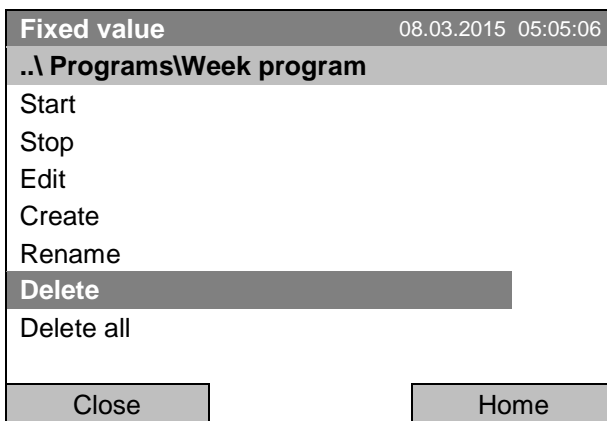 Fixed value 08.03.2015 05:05:06
..\ Programs\Week program
Start
Stop
Edit
Create
Rename
Delete
Delete all
Close Home